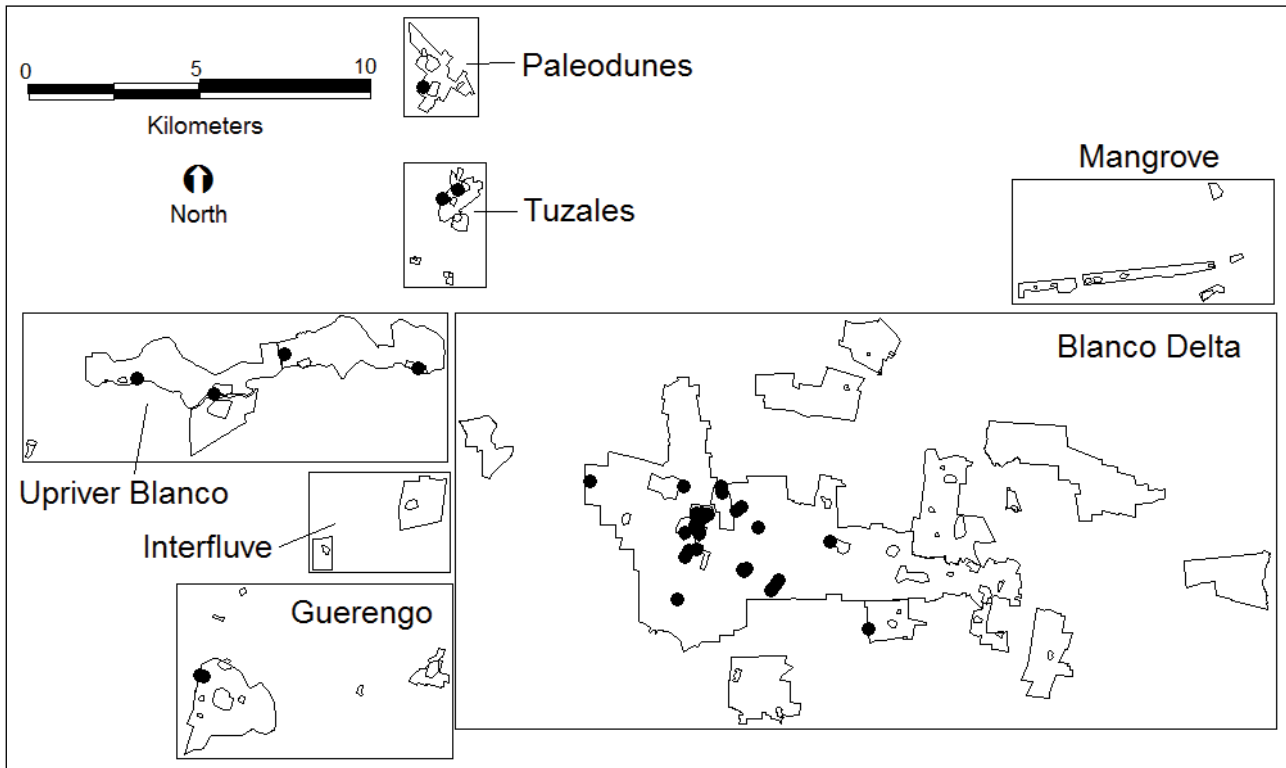 0 5 10
Kilometers
North
Paleodunes
Tuzales
Mangrove
Blanco Delta
Upriver Blanco
Interfluve
Guerengo